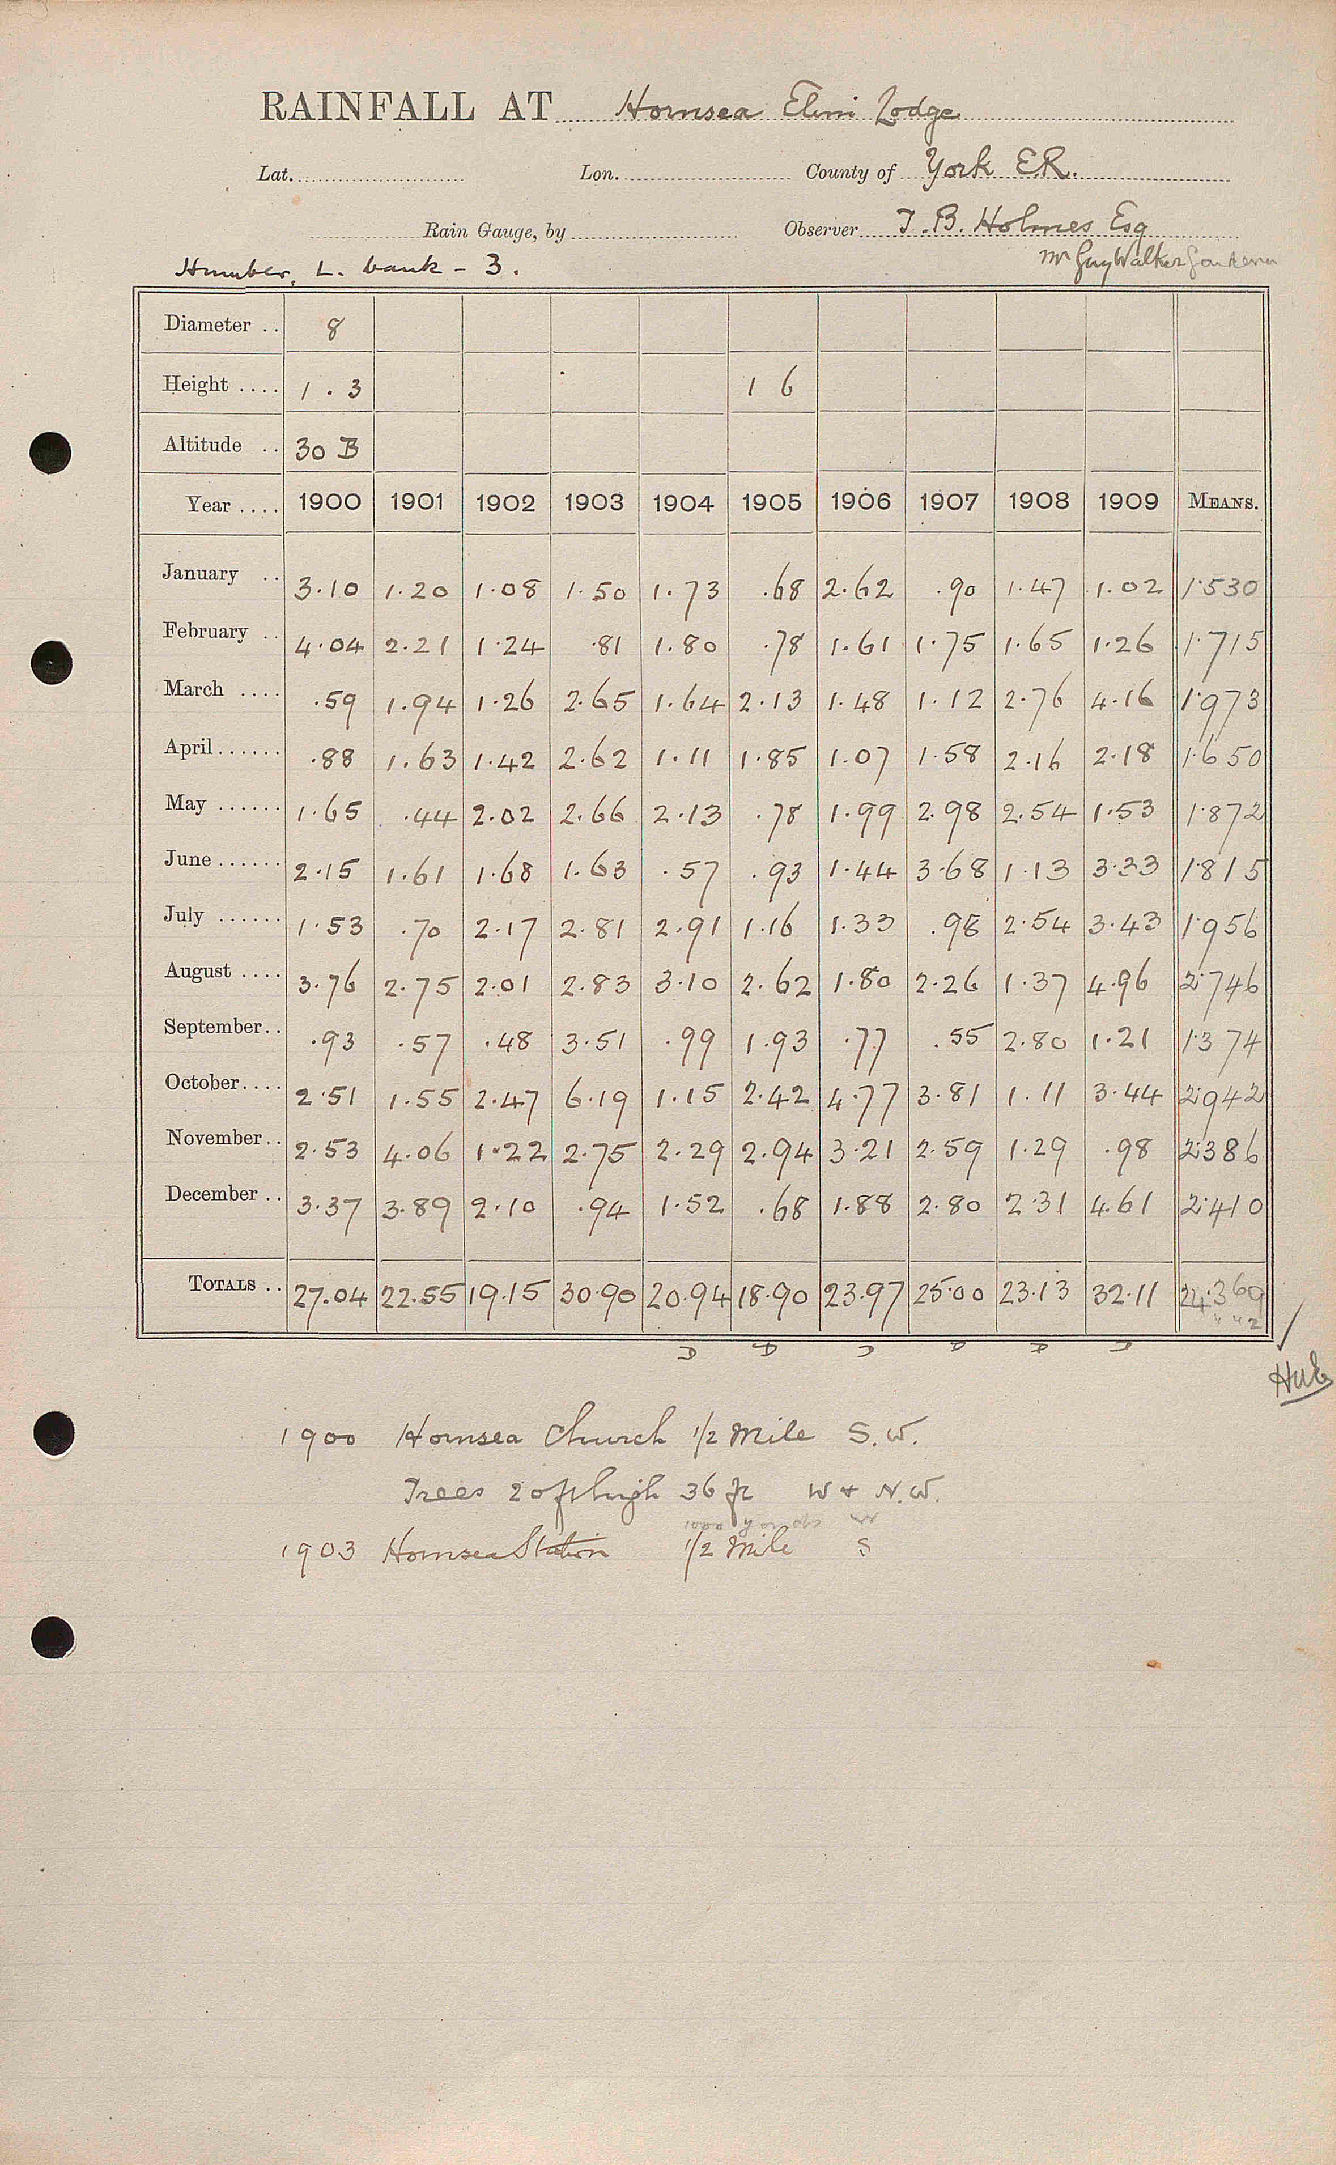 RAINFALL AT Hornsea Elm Lodge
Lat. Lon. County of York E.R.
Rain Gauge, by Observer T. B. Holmes Esq
Humber, L. bank - 3. Mr Guy Walker Gardener
Diameter .. 8
Height .... 1 . 3 1 6
Altitude .. 30 B
Year .... 1900 1901 1902 1903 1904 1905 1906 1907 1908 1909 MEANS.
January .. 3.10 1.20 1.08 1.50 1.73 .68 2.62 .90 1.47 1.02 1.530
February .. 4.04 2.21 1.24 .81 1.80 .78 1.61 1.75 1.65 1.26 1.715
March .... .59 1.94 1.26 2.65 1.64 2.13 1.48 1.12 2.76 4.16 1.973
April ...... .88 1.63 1.42 2.62 1.11 1.85 1.07 1.58 2.16 2.18 1.650
May ...... 1.65 .44 2.02 2.66 2.13 .78 1.99 2.98 2.54 1.53 1.872
June ...... 2.15 1.61 1.68 1.63 .57 .93 1.44 3.68 1.13 3.33 1.815
July ...... 1.53 .70 2.17 2.81 2.91 1.16 1.33 .98 2.54 3.43 1.956
August .... 3.76 2.75 2.01 2.83 3.10 2.62 1.80 2.26 1.37 4.96 2.746
September .. .93 .57 .48 3.51 .99 1.93 .77 .55 2.80 1.21 1.374
October .... 2.51 1.55 2.47 6.19 1.15 2.42 4.77 3.81 1.11 3.44 2.942
November .. 2.53 4.06 1.22 2.75 2.29 2.94 3.21 2.59 1.29 .98 2.386
December .. 3.37 3.89 2.10 .94 1.52 .68 1.88 2.80 2.31 4.61 2.410
TOTALS .. 27.04 22.55 19.15 30.90 20.94 18.90 23.97 25.00 23.13 32.11 24.369
D D D D D D
1900 Hornsea Church 1/2 Mile S.W.
Trees 20ft high 36 ft W & N.W.
1000 yards W
1903 Hornsea Station 1/2 Mile S